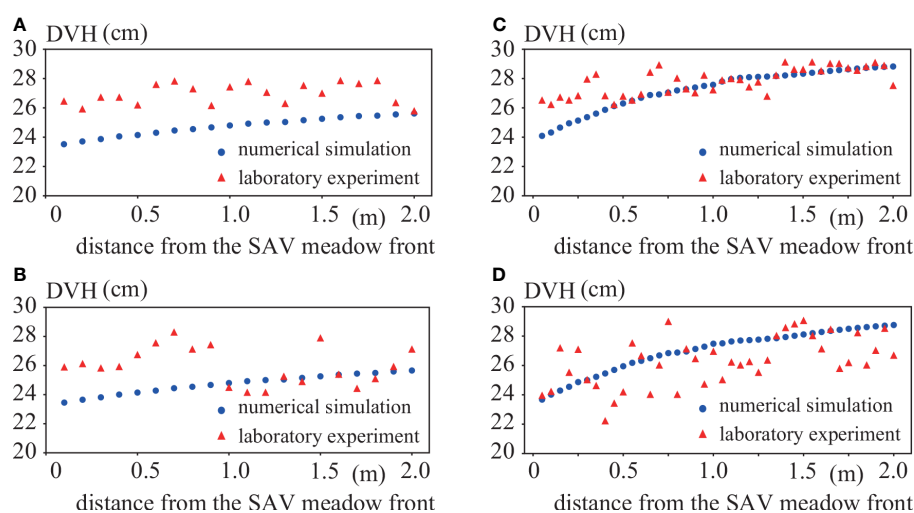 A
DVH (cm)
30
28
26
24
22
20
numerical simulation
laboratory experiment
0 0.5 1.0 1.5 (m) 2.0
distance from the SAV meadow front
C
DVH (cm)
30
28
26
24
22
20
numerical simulation
laboratory experiment
0 0.5 1.0 1.5 (m) 2.0
distance from the SAV meadow front
B
DVH (cm)
30
28
26
24
22
20
numerical simulation
laboratory experiment
0 0.5 1.0 (m) 2.0
distance from the SAV meadow front
D
DVH (cm)
30
28
26
24
22
20
numerical simulation
laboratory experiment
0 0.5 1.0 1.5 (m) 2.0
distance from the SAV meadow front